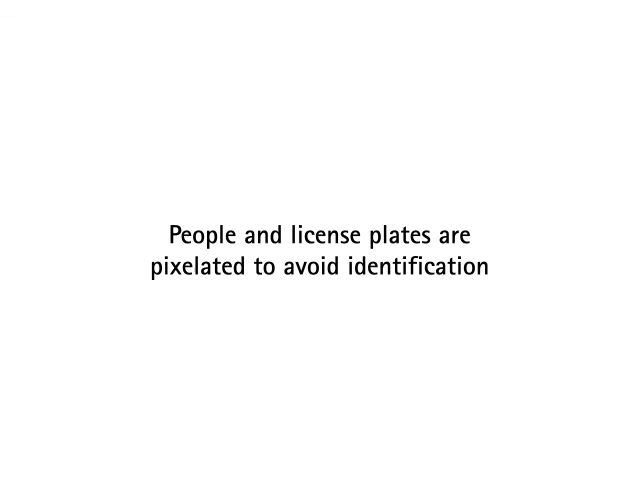 People and license plates are
pixelated to avoid identification